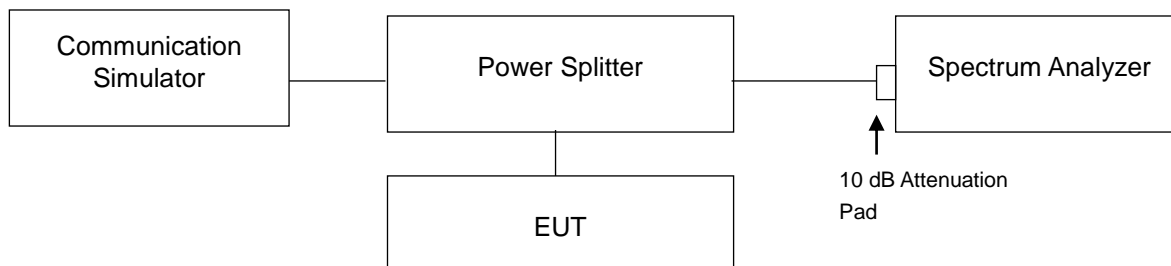 Communication
Simulator
Power Splitter
Spectrum Analyzer
10 dB Attenuation
Pad
EUT